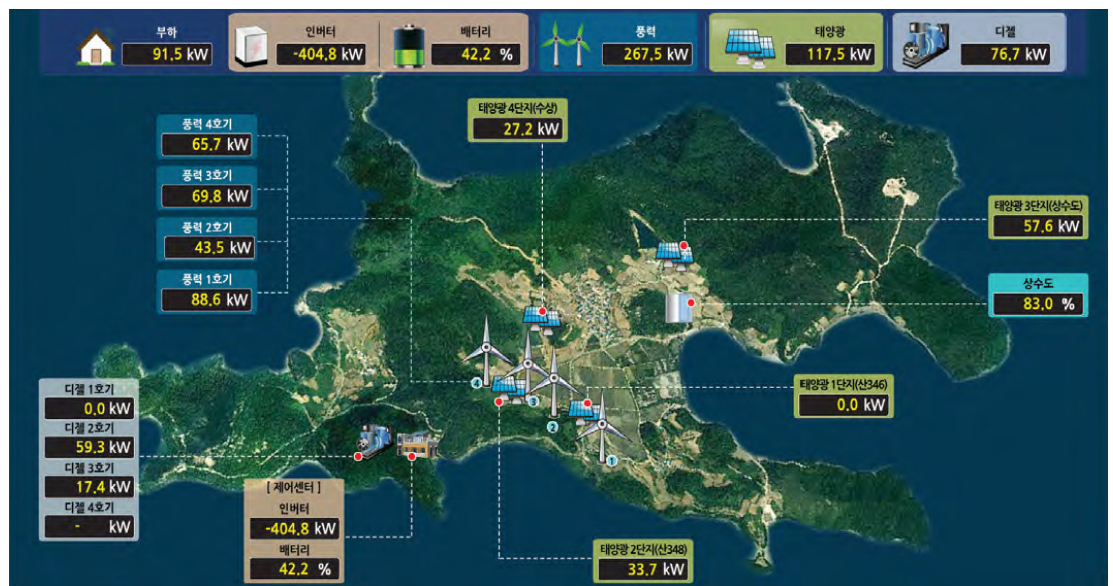 부하
91.5 kW
인버터
-404.8 kW
배터리
42.2 %
풍력
267.5 kW
태양광
117.5 kW
디젤
76.7 kW
풍력 4호기
65.7 kW
풍력 3호기
69.8 kW
풍력 2호기
43.5 kW
풍력 1호기
88.6 kW
태양광 4단지(수상)
27.2 kW
태양광 3단지(상수도)
57.6 kW
상수도
83.0 %
태양광 1단지(산346)
0.0 kW
4
3
2
1
디젤 1호기
0.0 kW
디젤 2호기
59.3 kW
디젤 3호기
17.4 kW
디젤 4호기
- kW
[ 제어센터 ]
인버터
-404.8 kW
배터리
42.2 %
태양광 2단지(산348)
33.7 kW